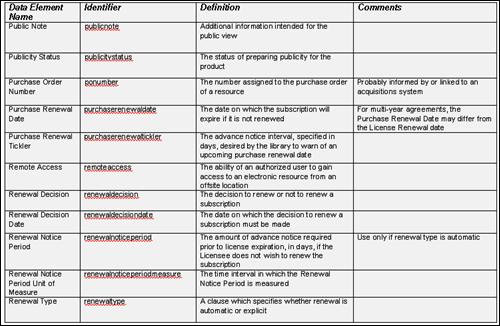 Data Element Name
Identifier
Definition
Comments
Public Note
publicnote
Additional information intended for the
public view
Publicity Status
publicitystatus
The status of preparing publicity for the
product
Purchase Order
Number
ponumber
The number assigned to the purchase order
of a resource
Probably informed by or linked to an
acquisitions system
Purchase Renewal
Date
purchaserenewaldate
The date on which the subscription will
expire if it is not renewed
For multi-year agreements, the
Purchase Renewal Date may differ from
the License Renewal date
Purchase Renewal
Tickler
purchaserenewaltickler
The advance notice interval, specified in
days, desired by the library to warn of an
upcoming purchase renewal date
Remote Access
remoteaccess
The ability of an authorized user to gain
access to an electronic resource from an
offsite location
Renewal Decision
renewaldecision
The decision to renew or not to renew a
subscription
Renewal Decision
Date
renewaldecisiondate
The date on which the decision to renew a
subscription must be made
Renewal Notice
Period
renewalnoticeperiod
The amount of advance notice required
prior to license expiration, in days, if the
Licensee does not wish to renew the
subscription
Use only if renewal type is automatic
Renewal Notice
Period Unit of
Measure
renewalnoticeperiodmeasure
The time interval in which the Renewal
Notice Period is measured
Renewal Type
renewaltype
A clause which specifies whether renewal is
automatic or explicit